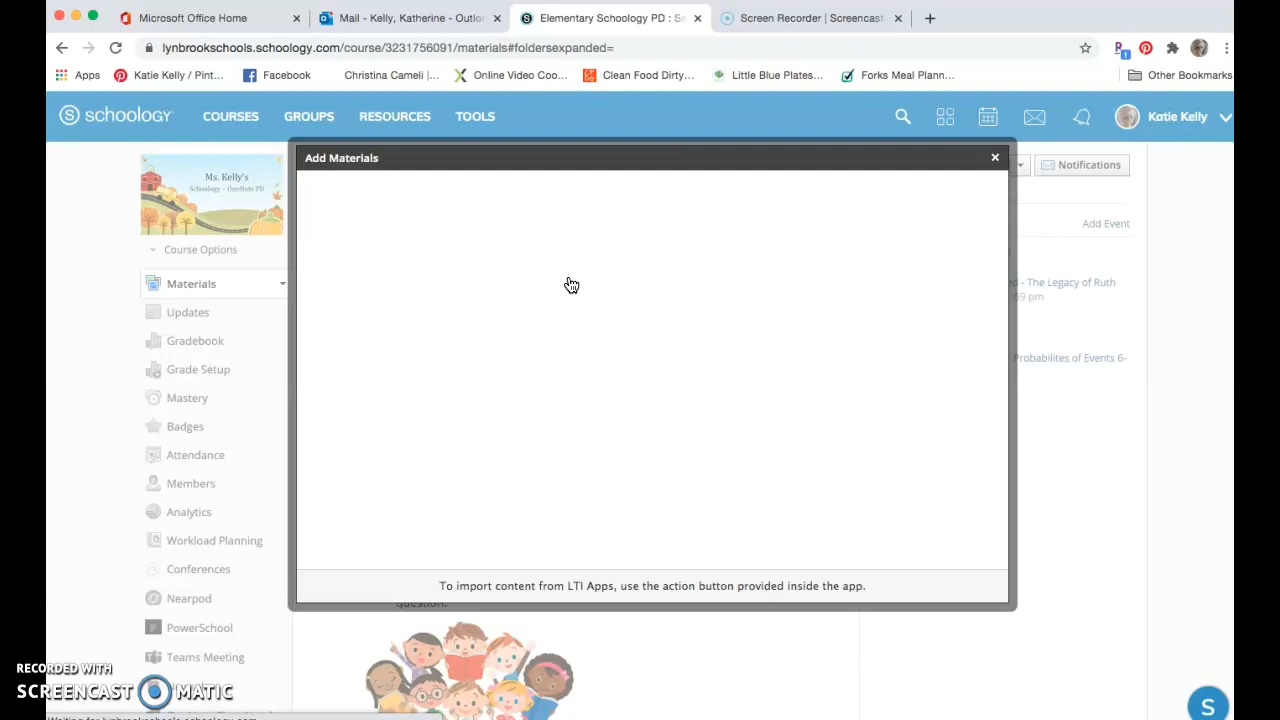 Microsoft Office Home
Mail - Kelly, Katherine - Outloo
Elementary Schoology PD : S
Screen Recorder | Screencast
lynbrookschools.schoology.com/course/3231756091/materials#foldersexpanded=
Apps
Katie Kelly / Pint...
Facebook
Christina Cameli |...
Online Video Coo...
Clean Food Dirty...
Little Blue Plates...
Forks Meal Plann...
Other Bookmarks
S schoology
COURSES
GROUPS
RESOURCES
TOOLS
Katie Kelly
Add Materials
Notifications
Ms. Kelly's
Schoology - OneNote PD
Add Event
Course Options
Materials
ed - The Legacy of Ruth
59 pm
Updates
Gradebook
Probabilites of Events 6-
Grade Setup
Mastery
Badges
Attendance
Members
Analytics
Workload Planning
Conferences
To import content from LTI Apps, use the action button provided inside the app.
Nearpod
question.
PowerSchool
Teams Meeting
RECORDED WITH
SCREENCAST MATIC
S